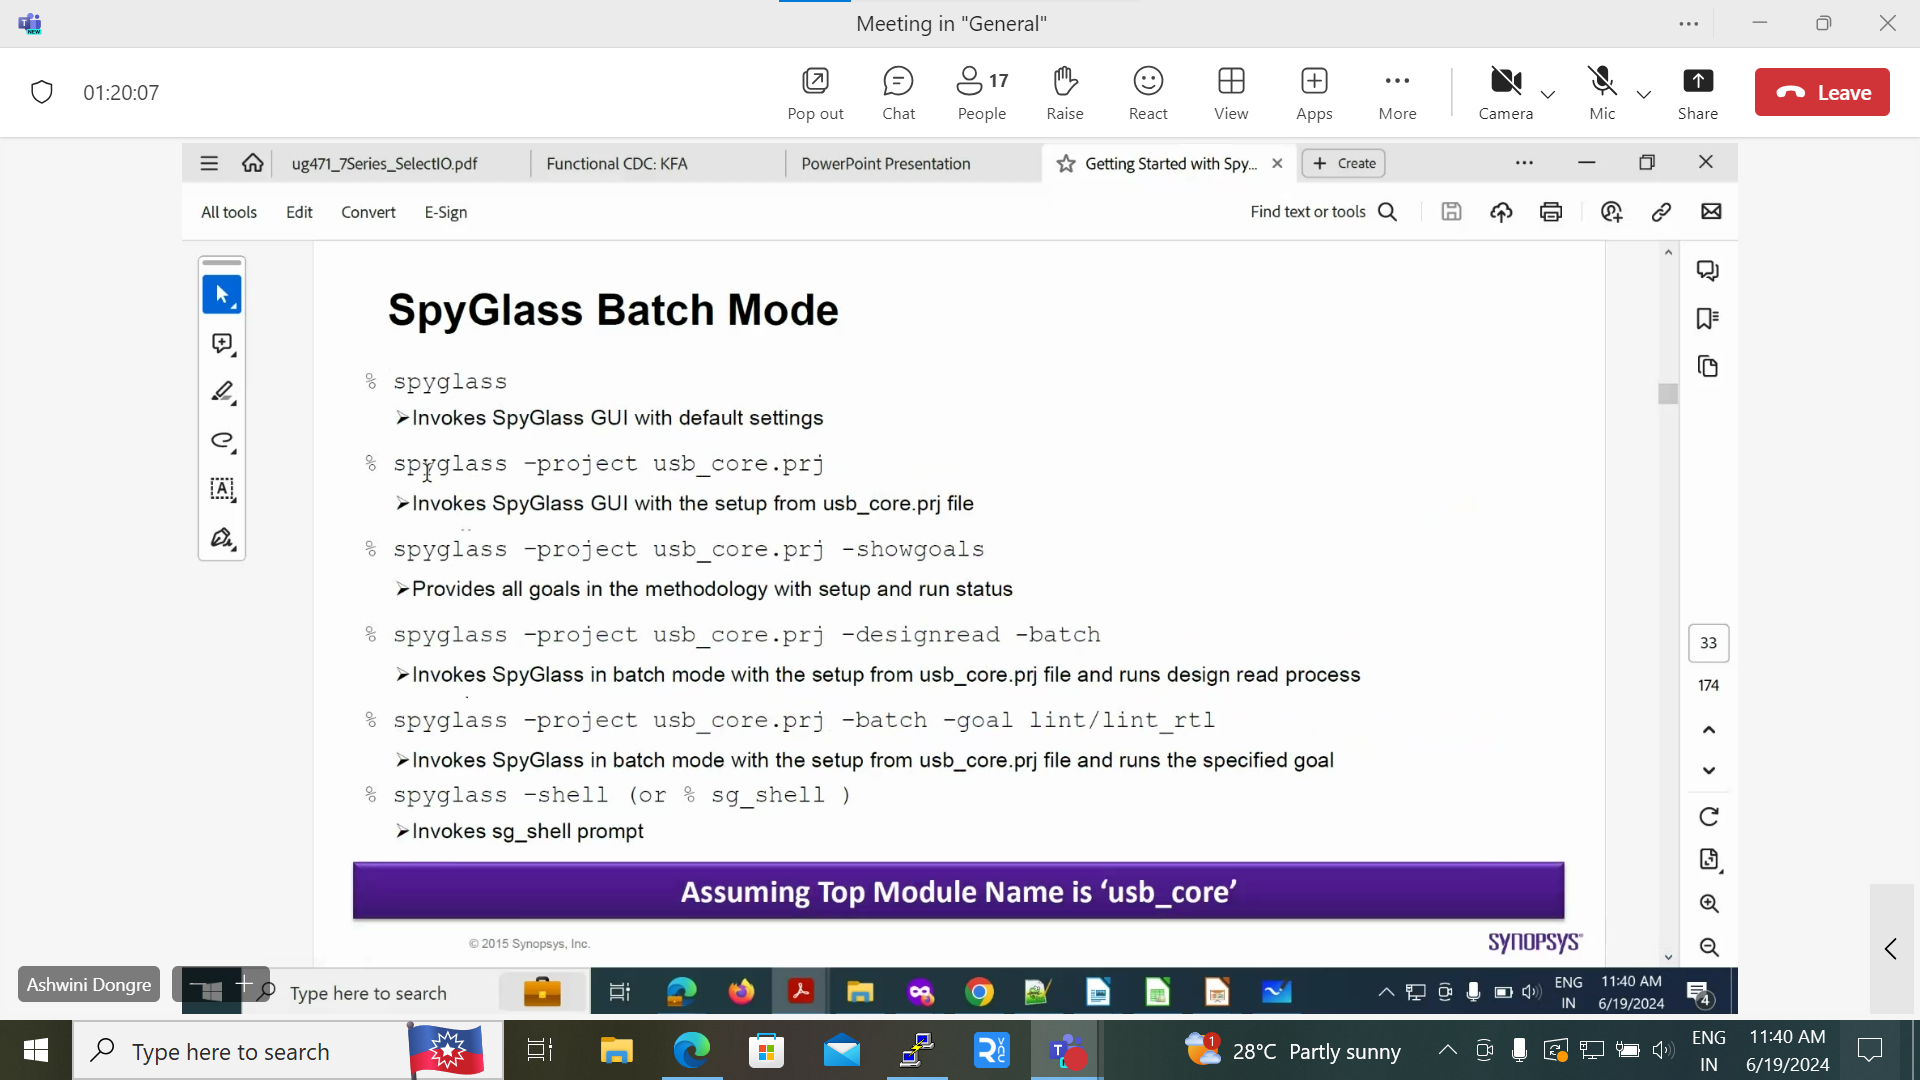 Meeting in "General"
NEW
01:20:07
Pop out
Chat
17
People
Raise
React
View
Apps
More
Camera
Mic
Share
Leave
ug471_7Series_SelectIO.pdf
Functional CDC: KFA
PowerPoint Presentation
Getting Started with Spy...
Create
All tools
Edit
Convert
E-Sign
Find text or tools
SpyGlass Batch Mode
% spyglass
➢Invokes SpyGlass GUI with default settings
% spyglass –project usb_core.prj
➢Invokes SpyGlass GUI with the setup from usb_core.prj file
% spyglass –project usb_core.prj –showgoals
➢Provides all goals in the methodology with setup and run status
% spyglass –project usb_core.prj –designread –batch
➢Invokes SpyGlass in batch mode with the setup from usb_core.prj file and runs design read process
% spyglass –project usb_core.prj –batch –goal lint/lint_rtl
➢Invokes SpyGlass in batch mode with the setup from usb_core.prj file and runs the specified goal
% spyglass –shell (or % sg_shell )
➢Invokes sg_shell prompt
Assuming Top Module Name is ‘usb_core’
© 2015 Synopsys, Inc.
SYNOPSYS®
33
174
Ashwini Dongre
Type here to search
ENG
IN
11:40 AM
6/19/2024
4
Type here to search
1
28°C Partly sunny
ENG
IN
11:40 AM
6/19/2024